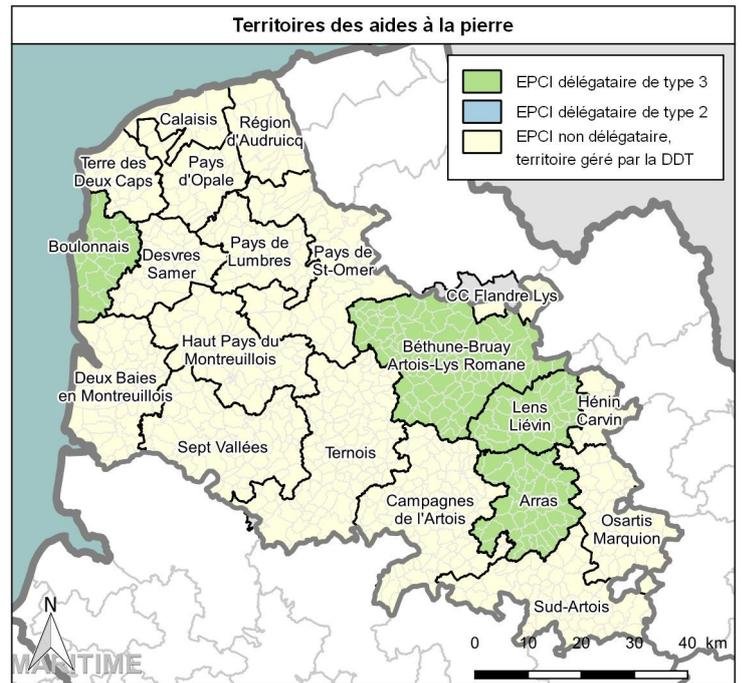 Territoires des aides à la pierre
EPCI délégataire de type 3
EPCI délégataire de type 2
EPCI non délégataire,
territoire géré par la DDT
Calaisis
Région
d'Audruicq
Terre des
Deux Caps
Pays
d'Opale
Boulonnais
Desvres
Samer
Pays de
Lumbres
Pays de
St-Omer
CC Flandre Lys
Haut Pays du
Montreuillois
Béthune-Bruay
Artois-Lys Romane
Deux Baies
en Montreuillois
Lens
Liévin
Hénin
Carvin
Sept Vallées
Ternois
Campagnes
de l'Artois
Arras
Osartis
Marquion
Sud-Artois
N
MARITIME
0 10 20 30 40 km